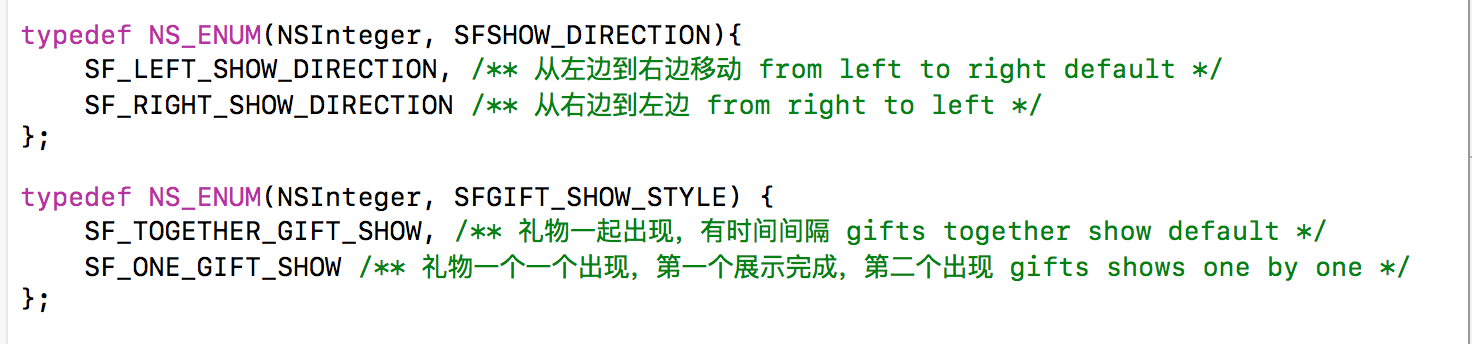 typedef NS_ENUM(NSInteger, SFSHOW_DIRECTION){
    SF_LEFT_SHOW_DIRECTION, /** 从左边到右边移动 from left to right default */
    SF_RIGHT_SHOW_DIRECTION /** 从右边到左边 from right to left */
};
typedef NS_ENUM(NSInteger, SFGIFT_SHOW_STYLE) {
    SF_TOGETHER_GIFT_SHOW, /** 礼物一起出现，有时间间隔 gifts together show default */
    SF_ONE_GIFT_SHOW /** 礼物一个一个出现，第一个展示完成，第二个出现 gifts shows one by one */
};